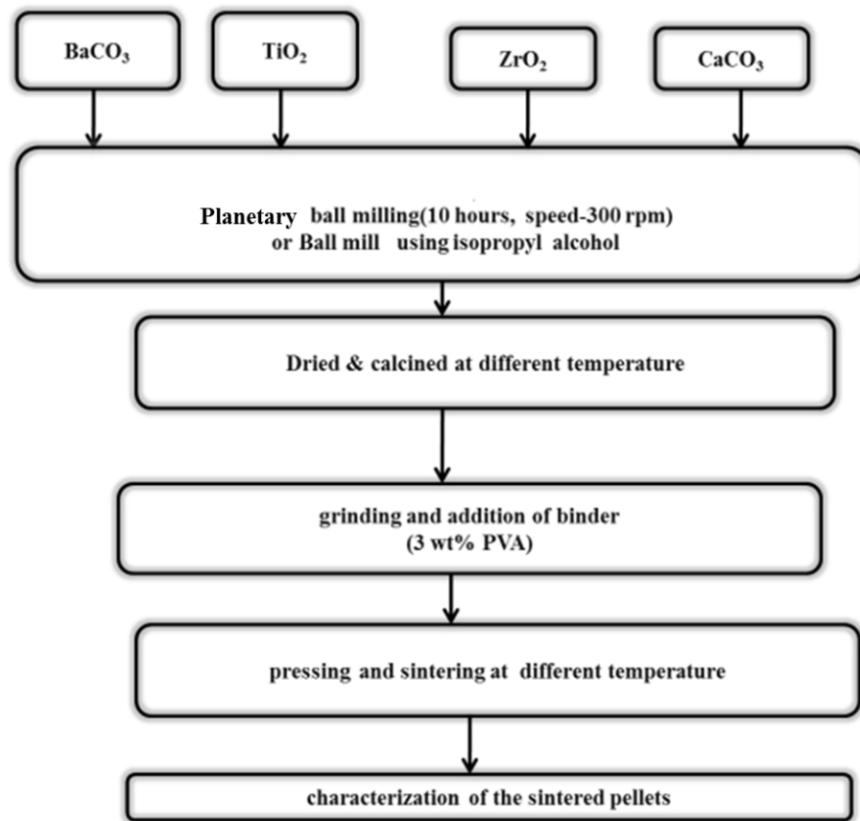 BaCO₃ TiO₂ ZrO₂ CaCO₃
Planetary ball milling(10 hours, speed-300 rpm)
or Ball mill using isopropyl alcohol
Dried & calcined at different temperature
grinding and addition of binder
(3 wt% PVA)
pressing and sintering at different temperature
characterization of the sintered pellets